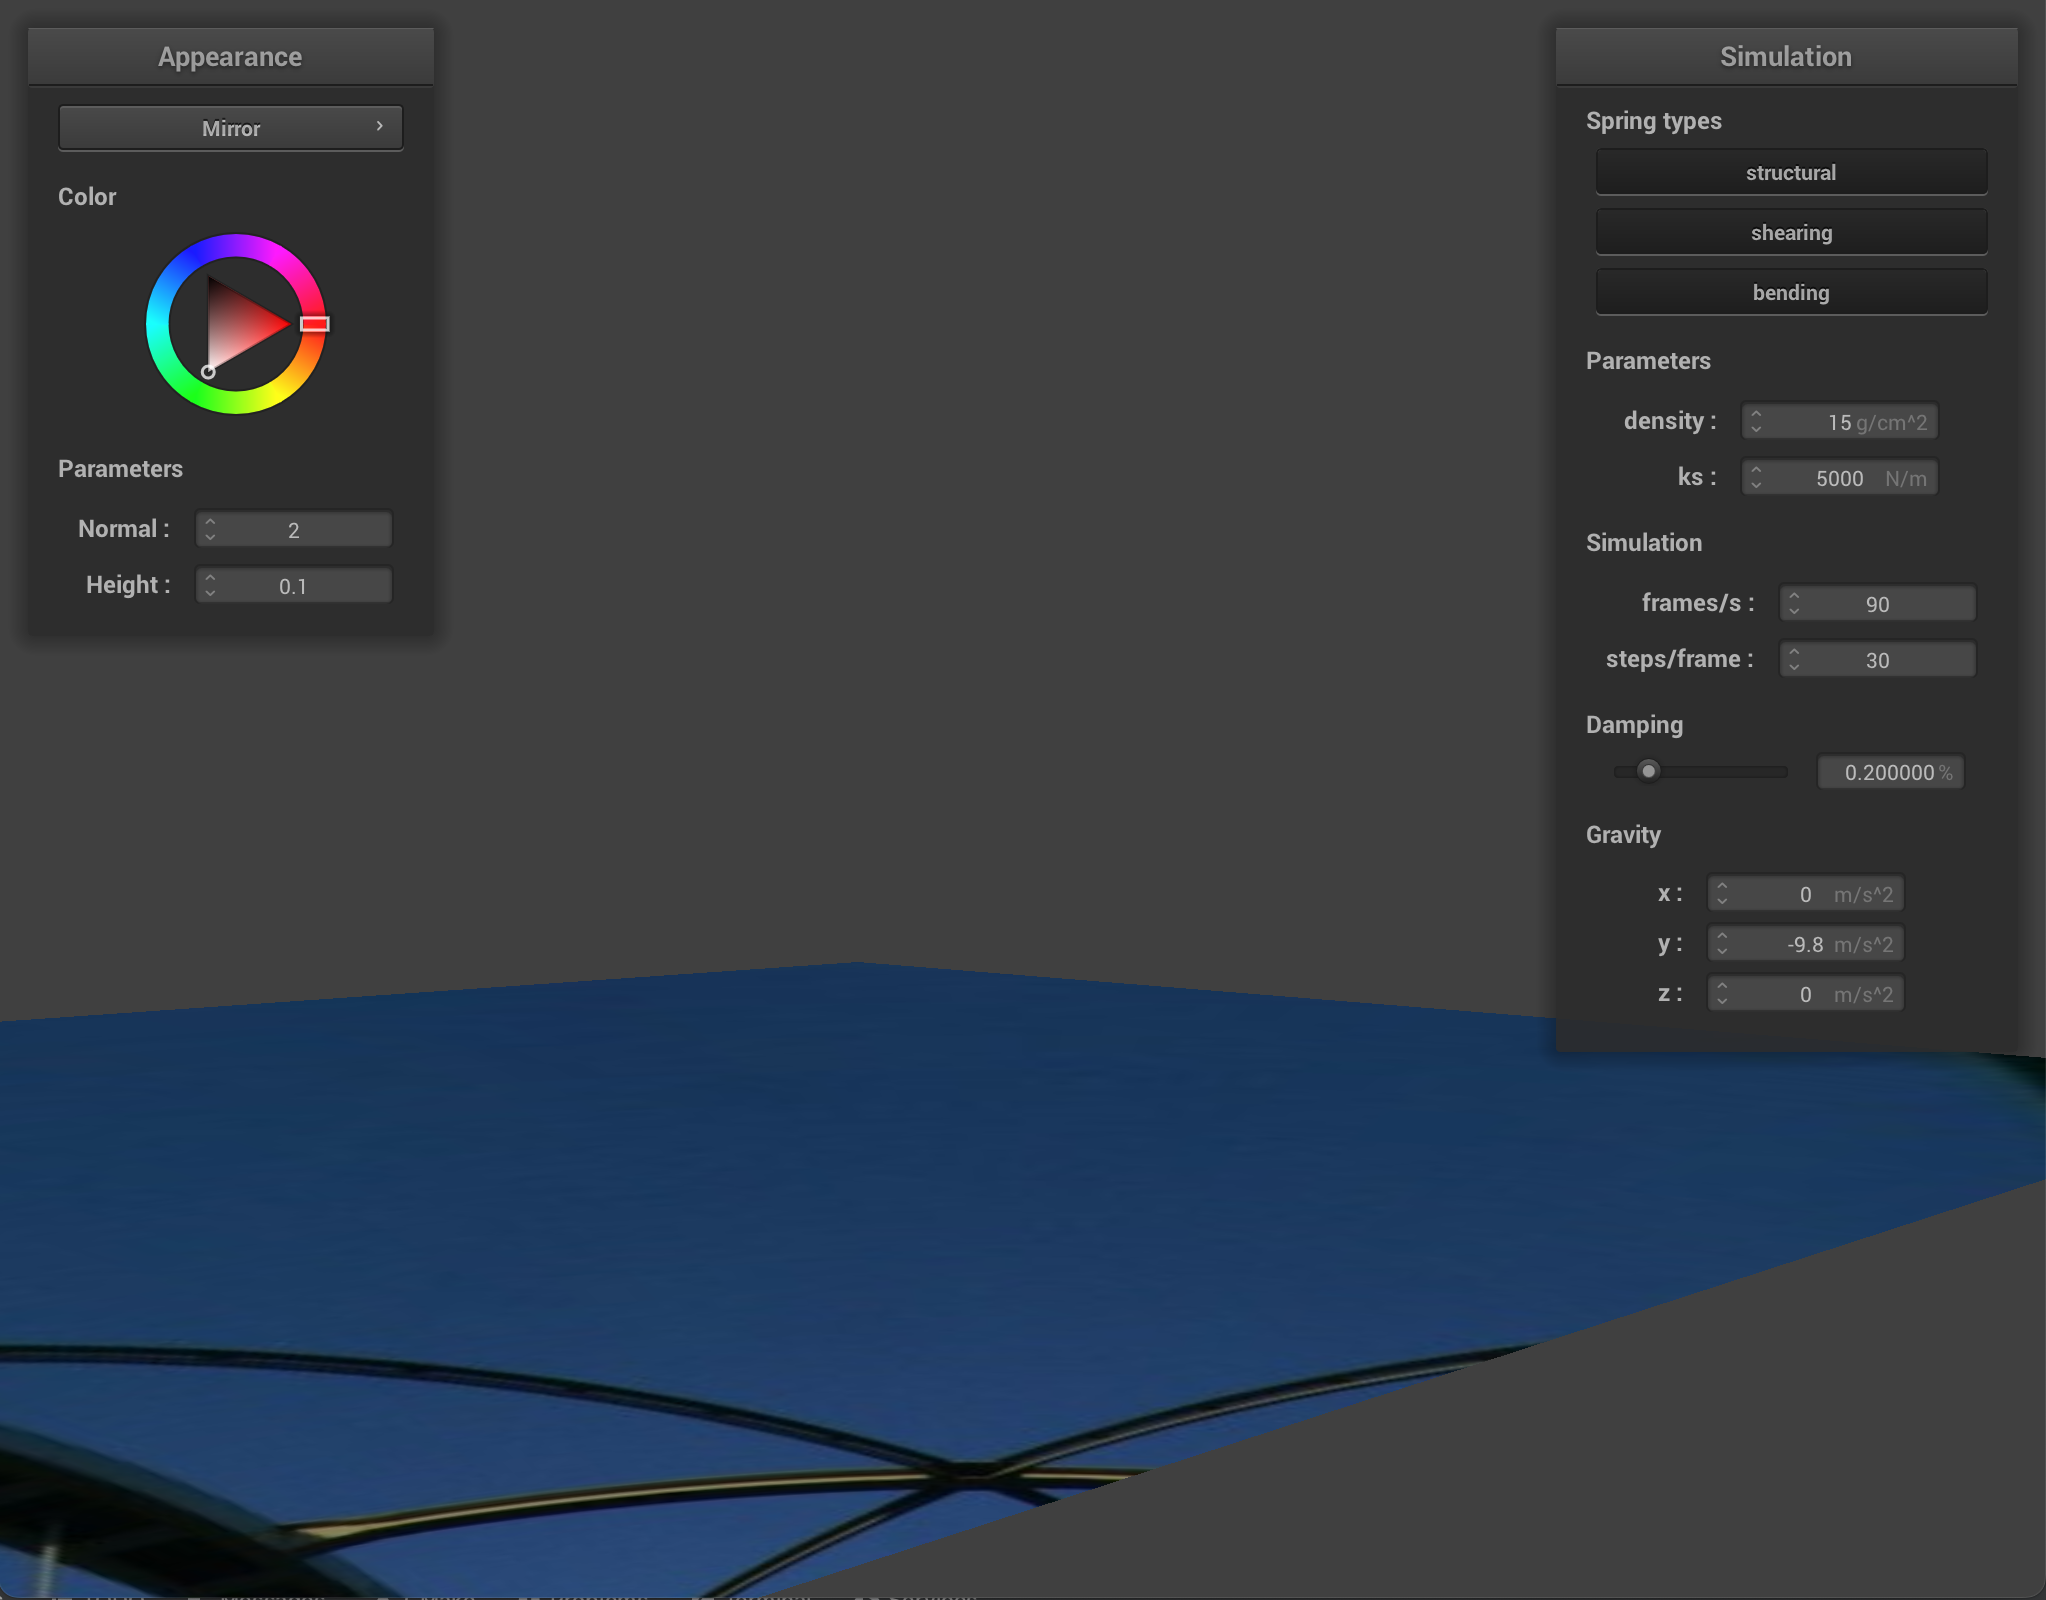 Appearance
Mirror
Color
Parameters
Normal : 2
Height : 0.1
Simulation
Spring types
structural
shearing
bending
Parameters
density : 15 g/cm^2
ks : 5000 N/m
Simulation
frames/s : 90
steps/frame : 30
Damping
0.200000 %
Gravity
x : 0 m/s^2
y : -9.8 m/s^2
z : 0 m/s^2